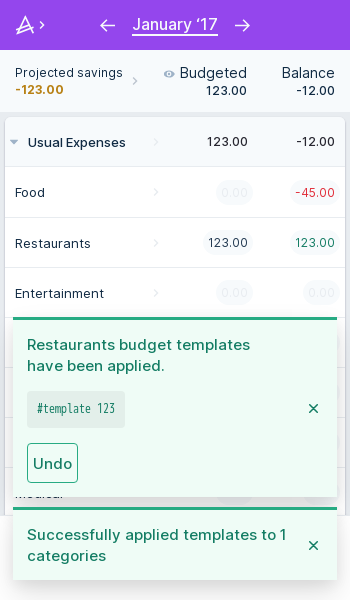 January ‘17
Projected savings Budgeted Balance
-123.00 123.00 -12.00
Usual Expenses 123.00 -12.00
Food 0.00 -45.00
Restaurants 123.00 123.00
Entertainment 0.00 0.00
Restaurants budget templates
have been applied.
#template 123
Undo
Successfully applied templates to 1
categories